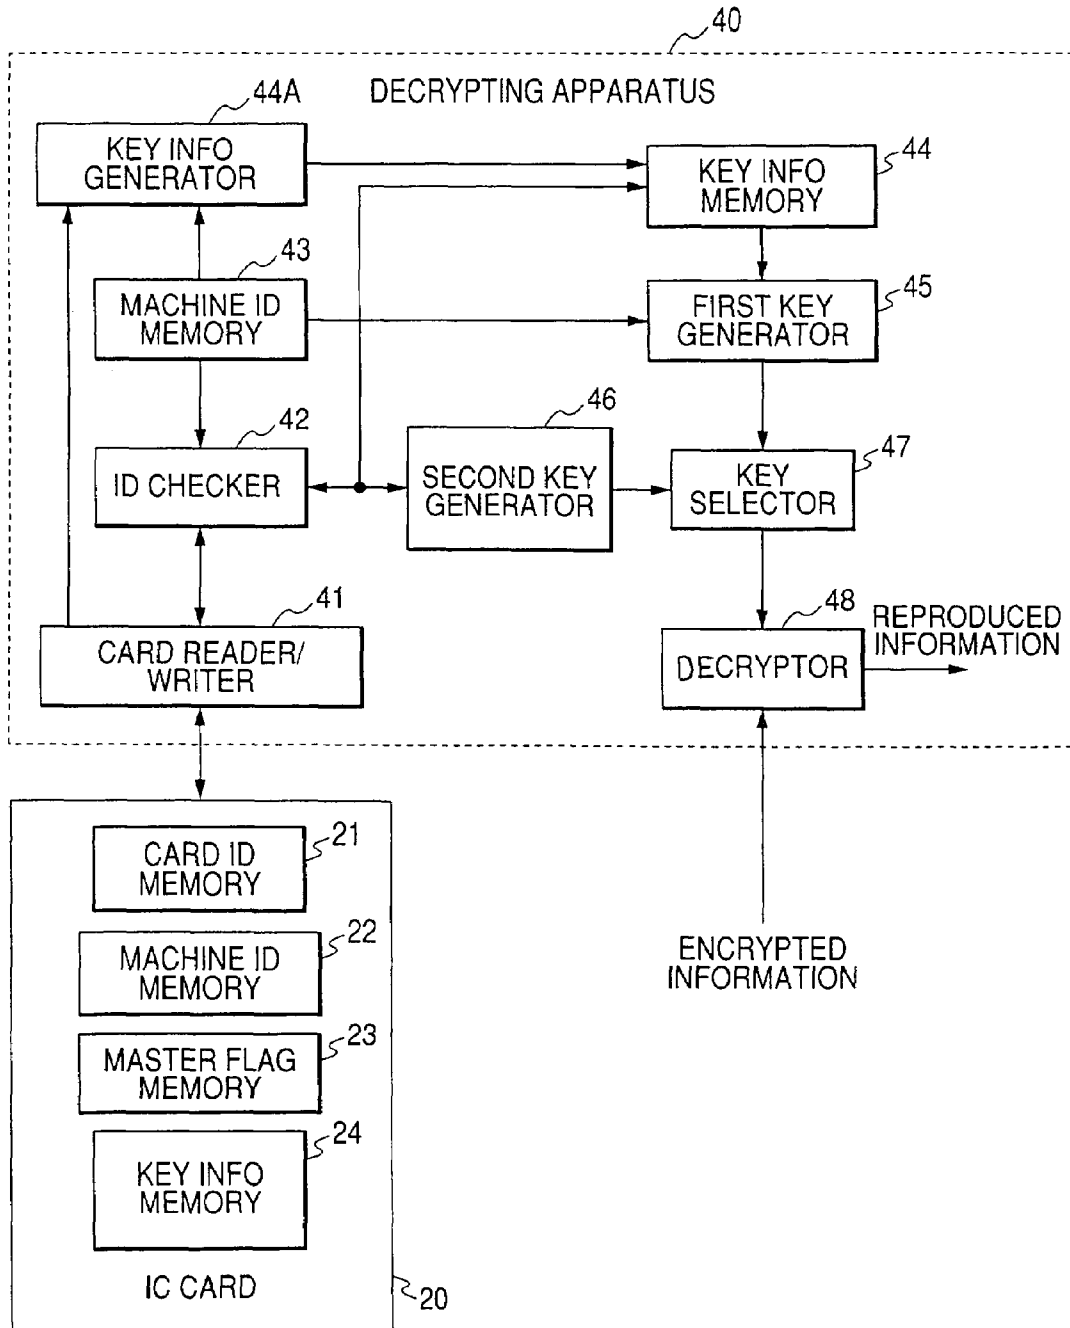 40
DECRYPTING APPARATUS
44A
KEY INFO
GENERATOR
44
KEY INFO
MEMORY
43
MACHINE ID
MEMORY
45
FIRST KEY
GENERATOR
42
ID CHECKER
46
SECOND KEY
GENERATOR
47
KEY
SELECTOR
41
CARD READER/
WRITER
48
DECRYPTOR
REPRODUCED
INFORMATION
21
CARD ID
MEMORY
22
MACHINE ID
MEMORY
ENCRYPTED
INFORMATION
23
MASTER FLAG
MEMORY
24
KEY INFO
MEMORY
IC CARD
20